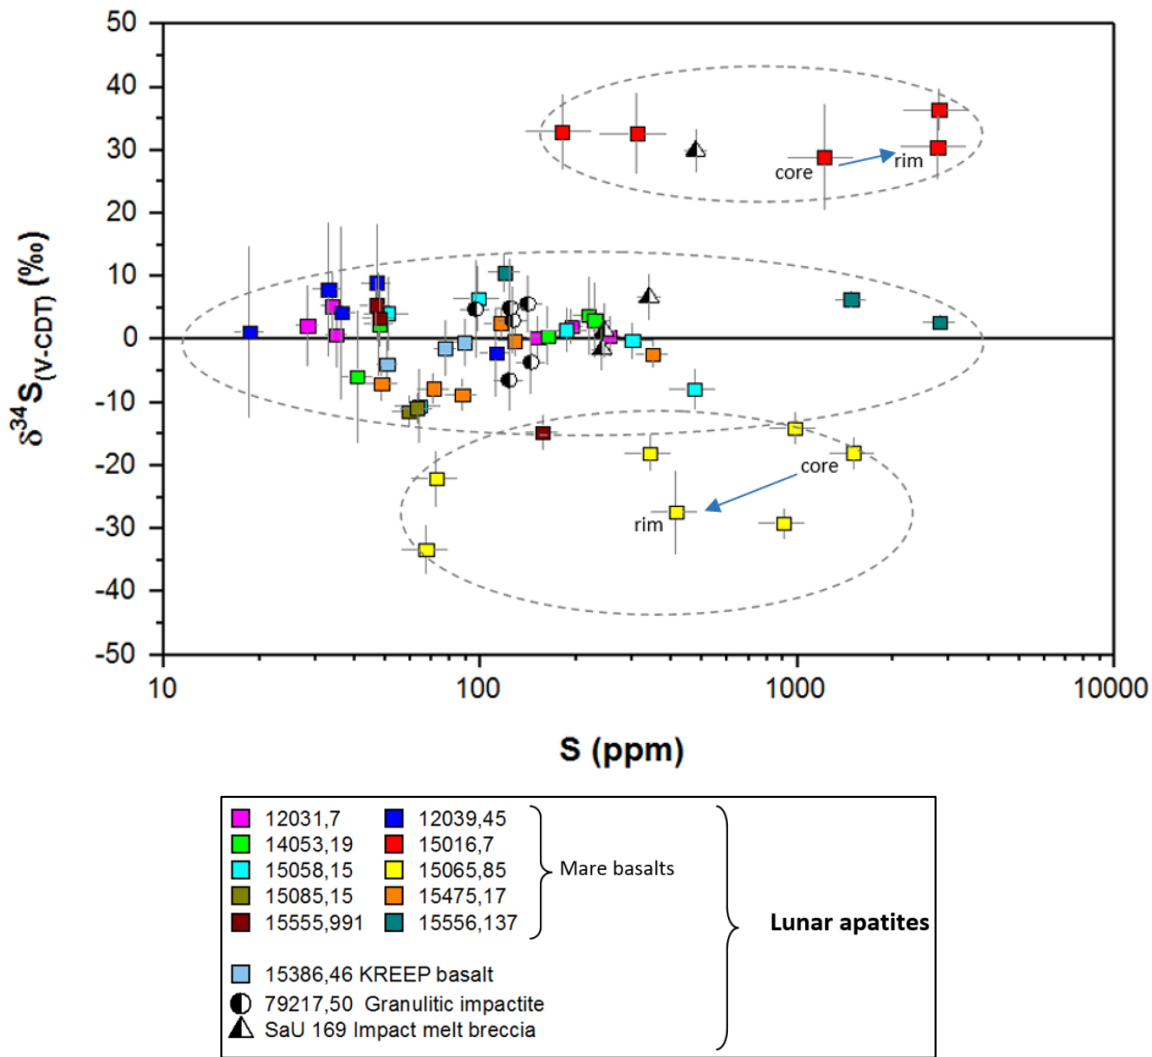 50
40
30
20
10
0
-10
-20
-30
-40
-50
δ34S(V-CDT) (‰)
core
rim
core
rim
10
100
1000
10000
S (ppm)
12031,7 12039,45
14053,19 15016,7
15058,15 15065,85 Mare basalts
15085,15 15475,17
15555,991 15556,137
Lunar apatites
15386,46 KREEP basalt
79217,50 Granulitic impactite
SaU 169 Impact melt breccia